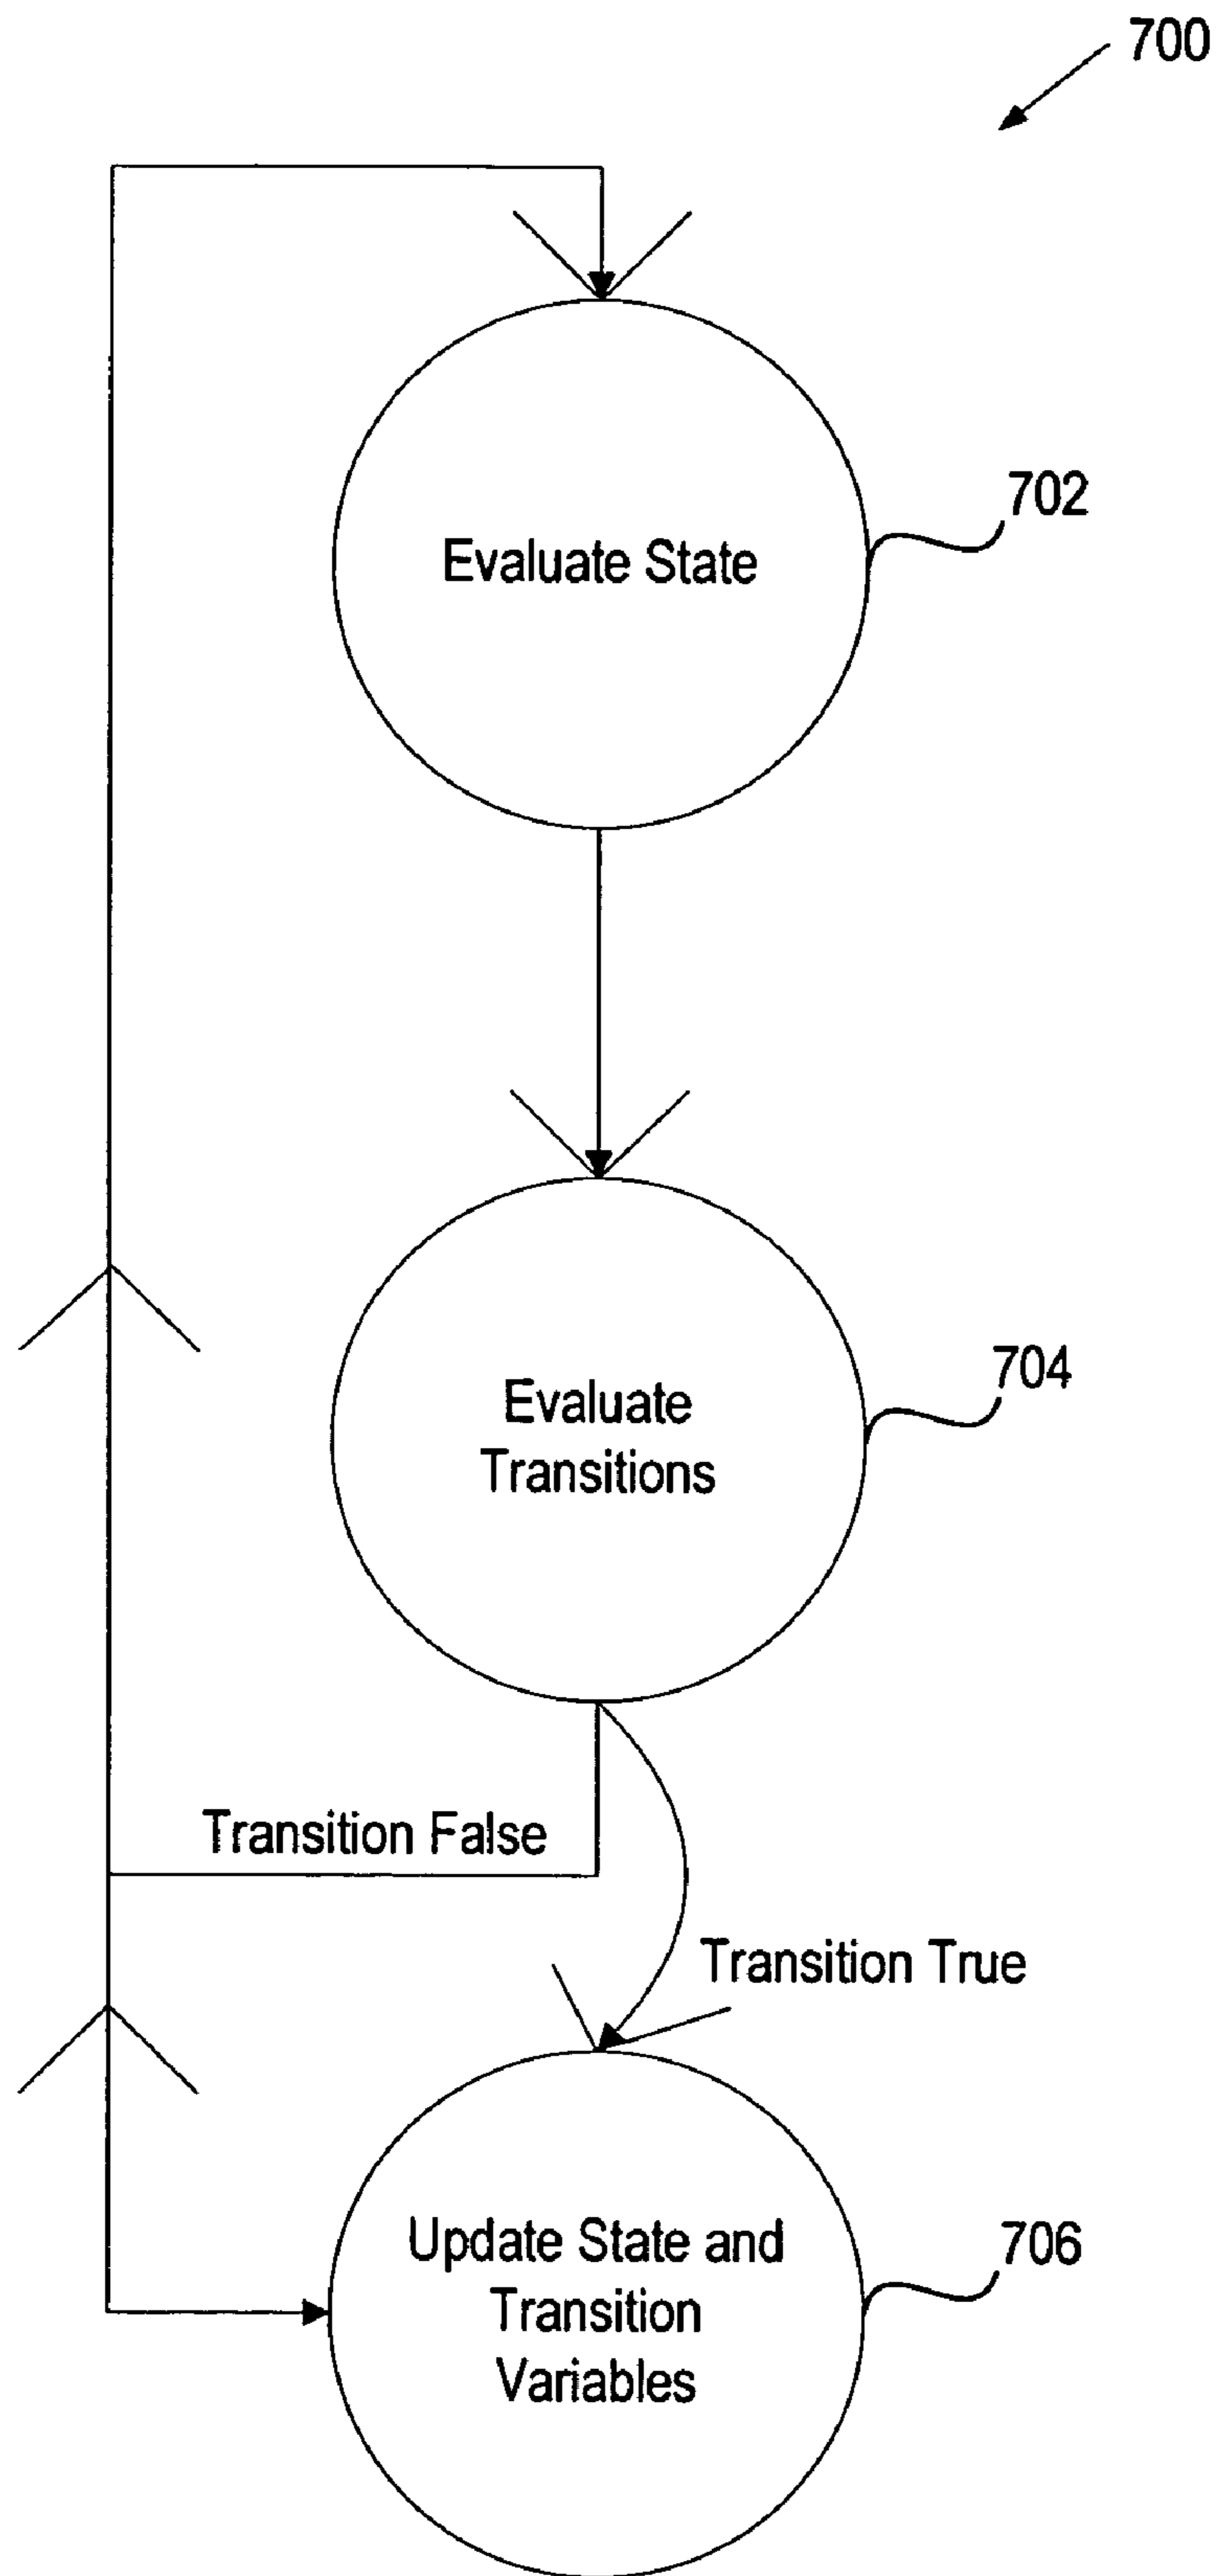 700
Evaluate State
702
Evaluate
Transitions
704
Transition False
Transition True
Update State and
Transition
Variables
706